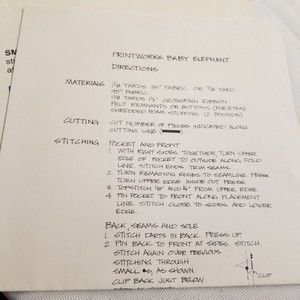 PRINTWORKS BABY ELEPHANT
DIRECTIONS
MATERIALS 1 1/8 YARDS 36" FABRIC OR 7/8 YARD
45" FABRIC
1 1/8 YARDS 1 1/2" GROSGRAIN RIBBON
FELT REMNANTS OR BUTTONS (FOR EYES)
SHREDDED FOAM STUFFING (2 POUNDS)
CUTTING CUT NUMBER OF PIECES INDICATED ALONG
CUTTING LINE
STITCHING POCKET AND FRONT
1 WITH RIGHT SIDES TOGETHER, TURN UPPER
EDGE OF POCKET TO OUTSIDE ALONG FOLD
LINE. STITCH ENDS. TRIM SEAMS.
2 TURN REMAINING EDGES TO SEAMLINE. PRESS
TURN UPPER EDGE INSIDE OUT. PRESS
3 TOPSTITCH FROM UPPER EDGE.
4 PIN POCKET TO FRONT ALONG PLACEMENT
LINE. STITCH CLOSE TO SIDES AND LOWER
EDGE.
BACK, SEAMS AND SOLE
1 STITCH DARTS IN BACK. PRESS UP
2 PIN BACK TO FRONT AT SIDES. STITCH.
STITCH AGAIN OVER PREVIOUS
STITCHING THROUGH
SMALL •S, AS SHOWN
CLIP BACK JUST BELOW
CLIP
SM
sti
a